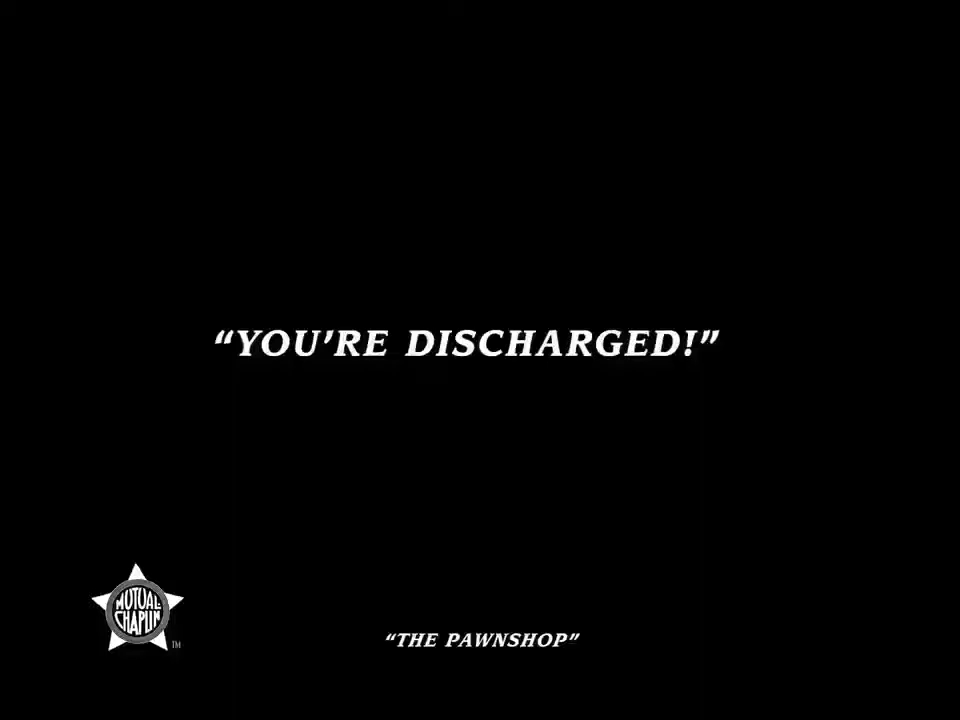 “YOU’RE DISCHARGED!”
MUTUAL-
CHAPLIN
TM
“THE PAWNSHOP”